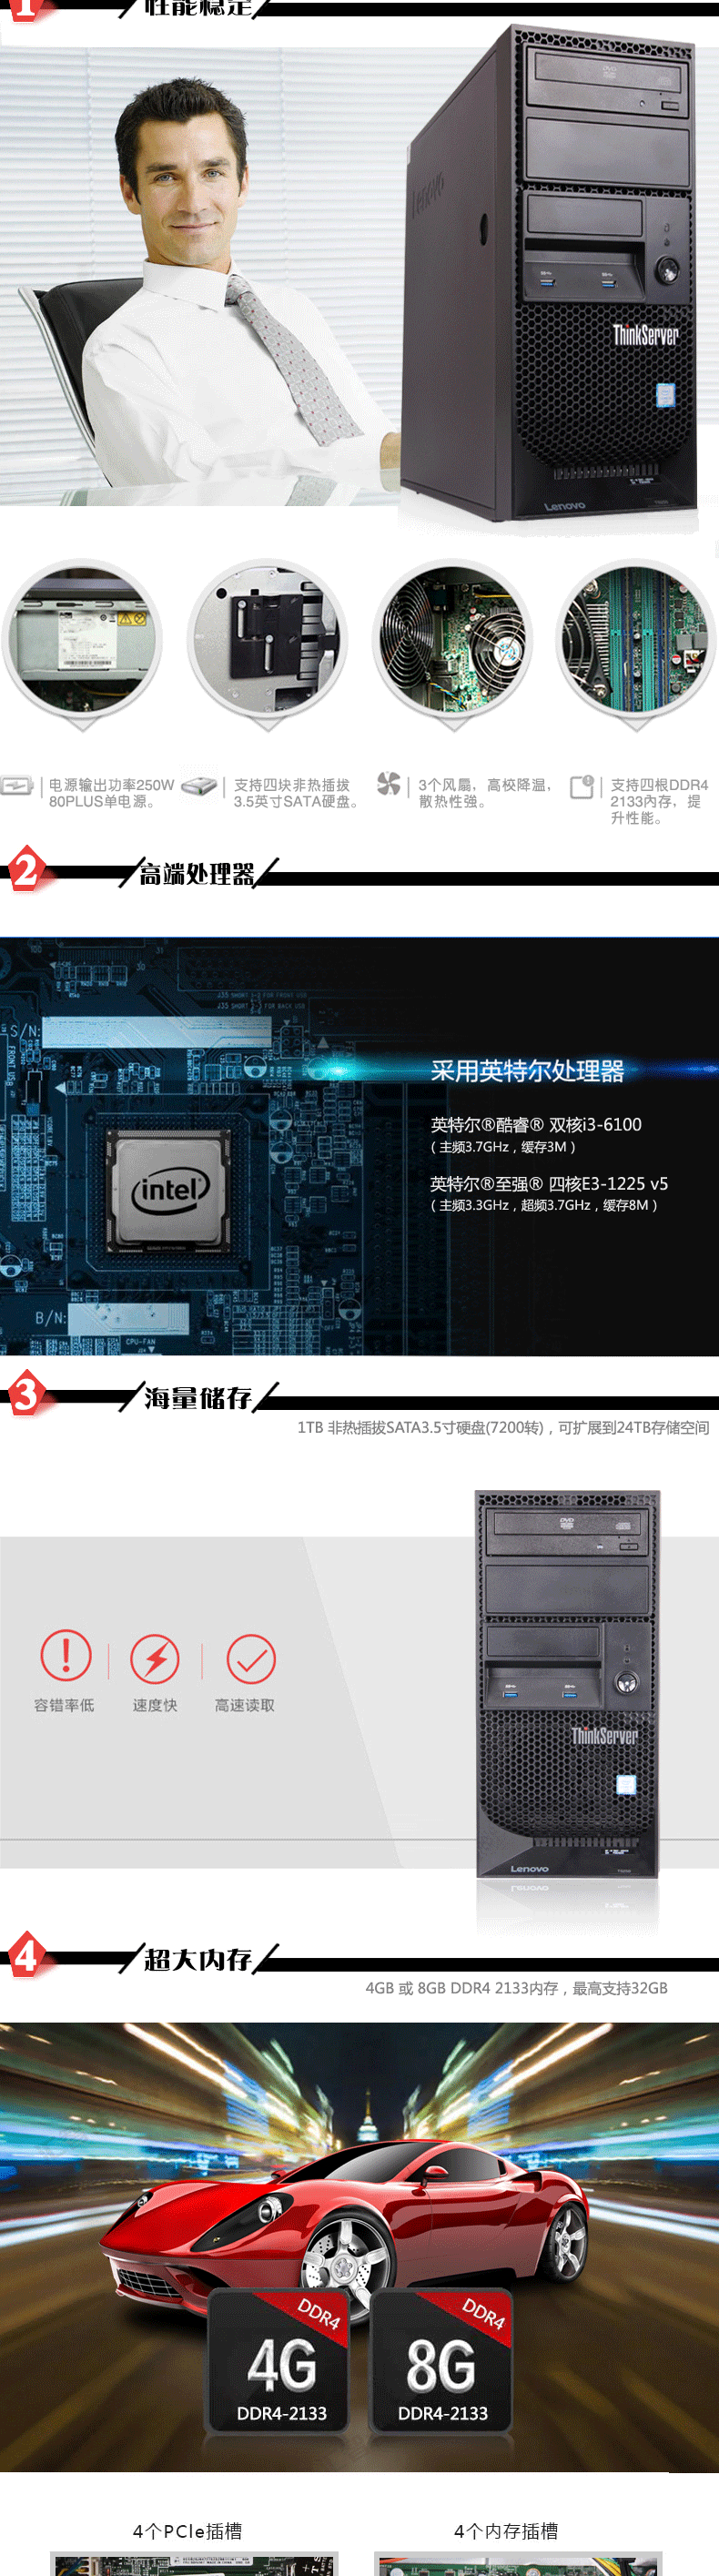 1
性能稳定
Lenovo
DVD
ThinkServer
Lenovo
电源输出功率250W
80PLUS单电源。
支持四块非热插拔
3.5英寸SATA硬盘。
3个风扇，高校降温，
散热性強。
支持四根DDR4
2133内存，提
升性能。
2
高端处理器
S/N:
采用英特尔处理器
英特尔®酷睿® 双核i3-6100
（主频3.7GHz，缓存3M）
英特尔®至强® 四核E3-1225 v5
（主频3.3GHz，超频3.7GHz，缓存8M）
intel
B/N:
CPU-FAN
3
海量储存
1TB 非热插拔SATA3.5寸硬盘(7200转)，可扩展到24TB存储空间
DVD
容错率低
速度快
高速读取
ThinkServer
Lenovo
4
超大内存
4GB 或 8GB DDR4 2133内存，最高支持32GB
DDR4
4G
DDR4-2133
DDR4
8G
DDR4-2133
4个PCle插槽
4个内存插槽